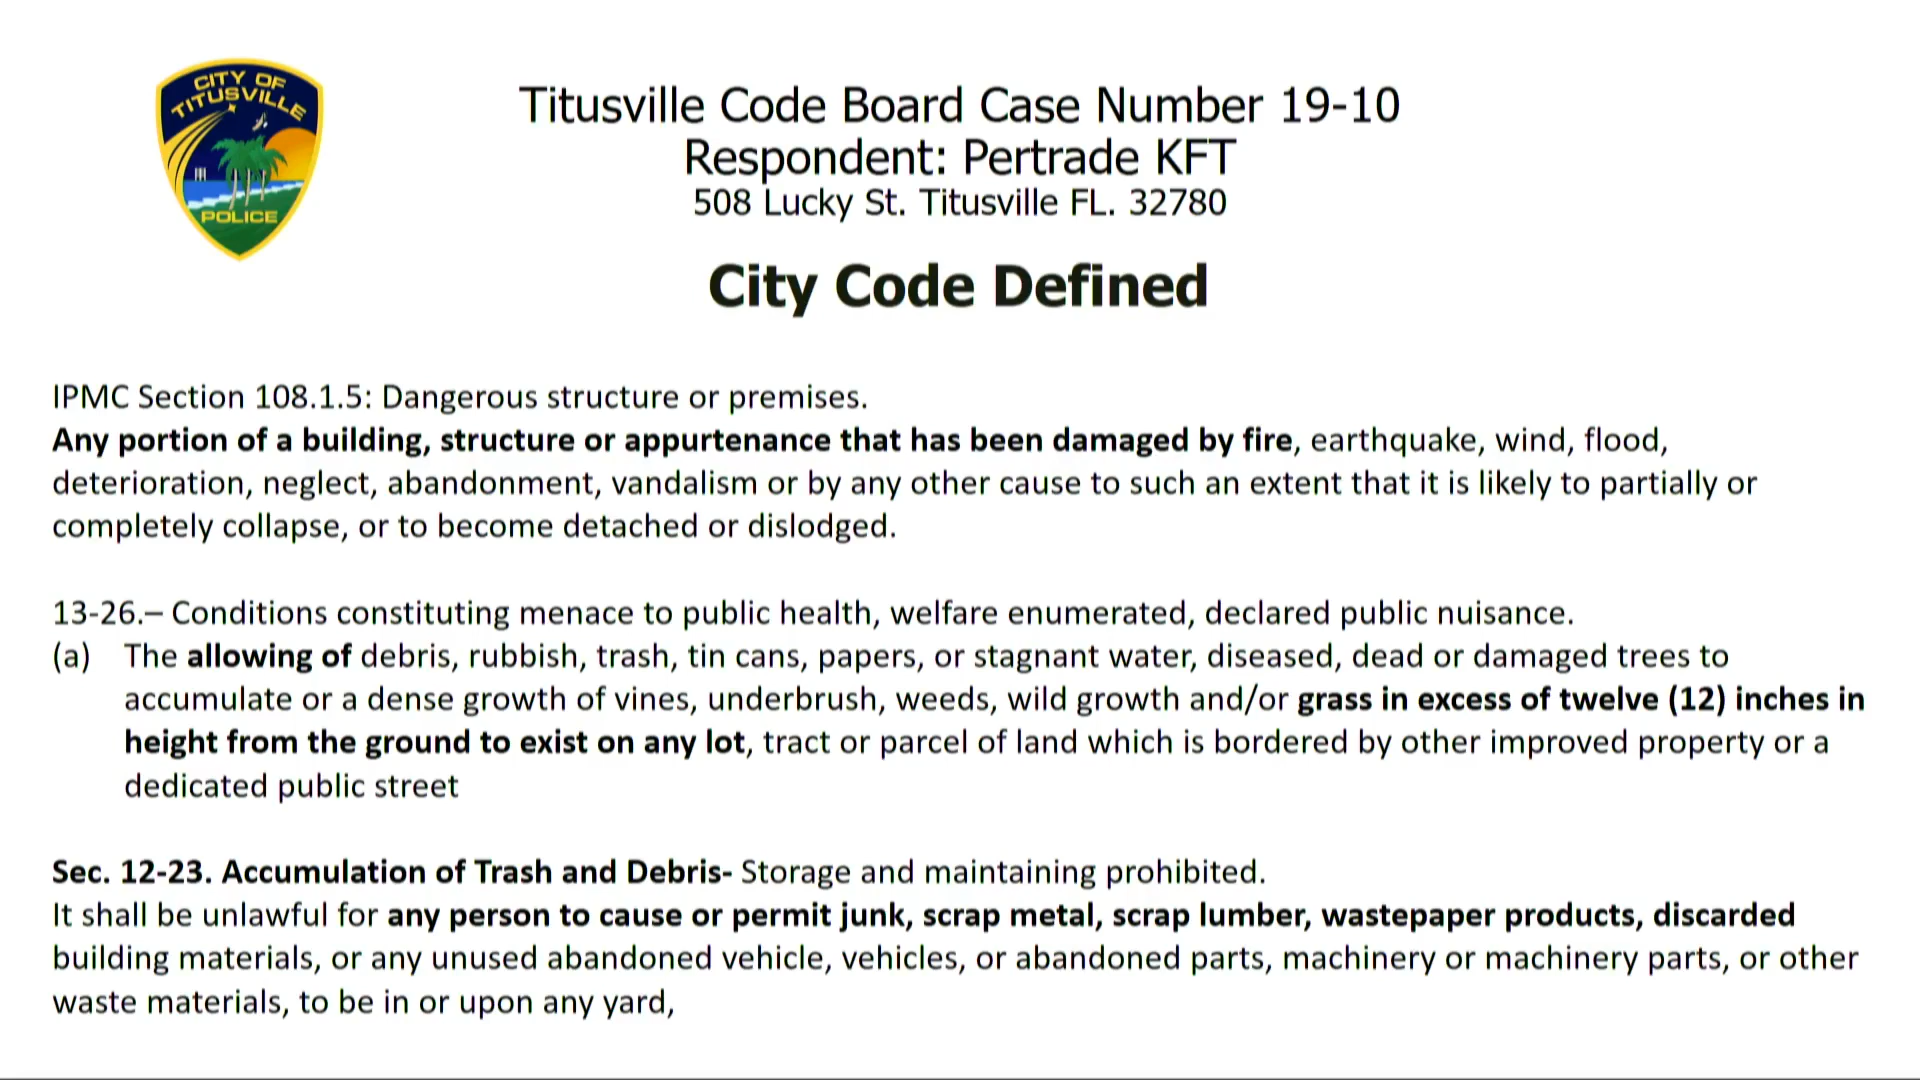 CITY OF
TITUSVILLE
POLICE
Titusville Code Board Case Number 19-10
Respondent: Pertrade KFT
508 Lucky St. Titusville FL. 32780
City Code Defined
IPMC Section 108.1.5: Dangerous structure or premises.
Any portion of a building, structure or appurtenance that has been damaged by fire, earthquake, wind, flood,
deterioration, neglect, abandonment, vandalism or by any other cause to such an extent that it is likely to partially or
completely collapse, or to become detached or dislodged.
13-26.– Conditions constituting menace to public health, welfare enumerated, declared public nuisance.
(a) The allowing of debris, rubbish, trash, tin cans, papers, or stagnant water, diseased, dead or damaged trees to
accumulate or a dense growth of vines, underbrush, weeds, wild growth and/or grass in excess of twelve (12) inches in
height from the ground to exist on any lot, tract or parcel of land which is bordered by other improved property or a
dedicated public street
Sec. 12-23. Accumulation of Trash and Debris- Storage and maintaining prohibited.
It shall be unlawful for any person to cause or permit junk, scrap metal, scrap lumber, wastepaper products, discarded
building materials, or any unused abandoned vehicle, vehicles, or abandoned parts, machinery or machinery parts, or other
waste materials, to be in or upon any yard,